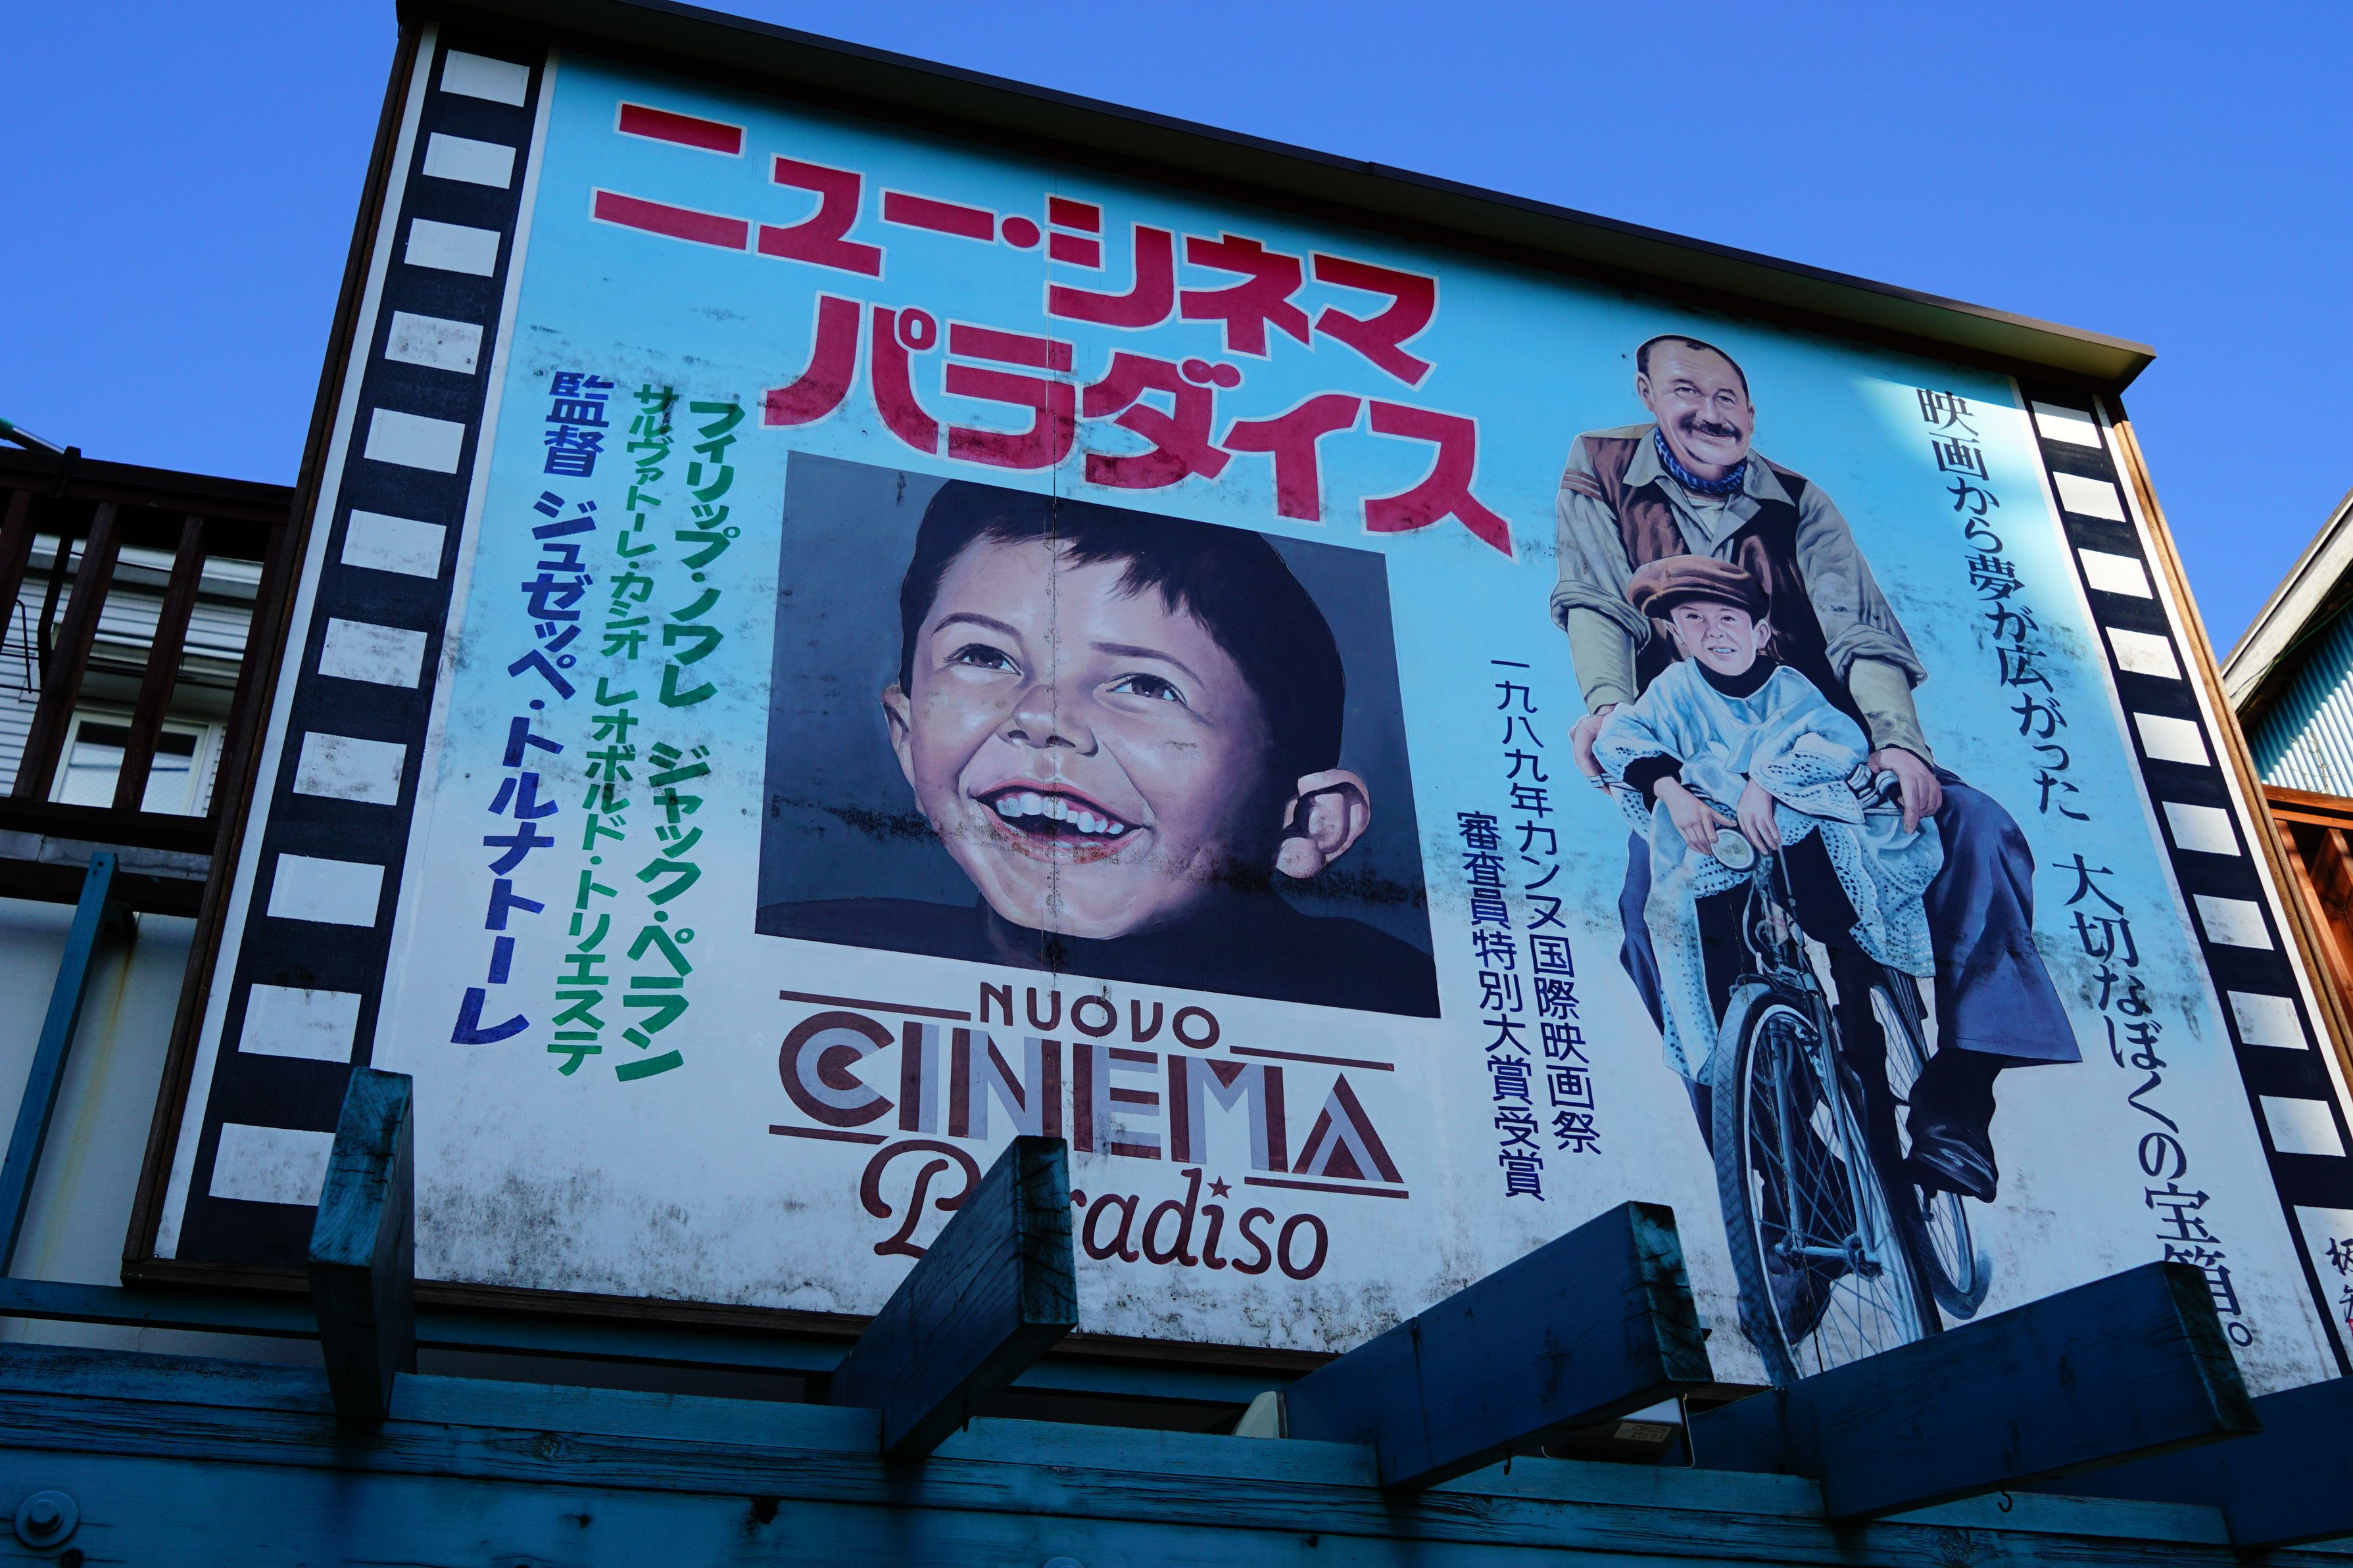 ニュー・シネマ
パラダイス
映画から夢が広がった 大切なぼくの宝箱。
一九八九年カンヌ国際映画祭
審査員特別大賞受賞
フィリップ・ノワレ ジャック・ペラン
サルヴァトーレ・カシオ レオポルド・トリエステ
監督 ジュゼッペ・トルナトーレ
NUOVO
CINEMA
Paradiso